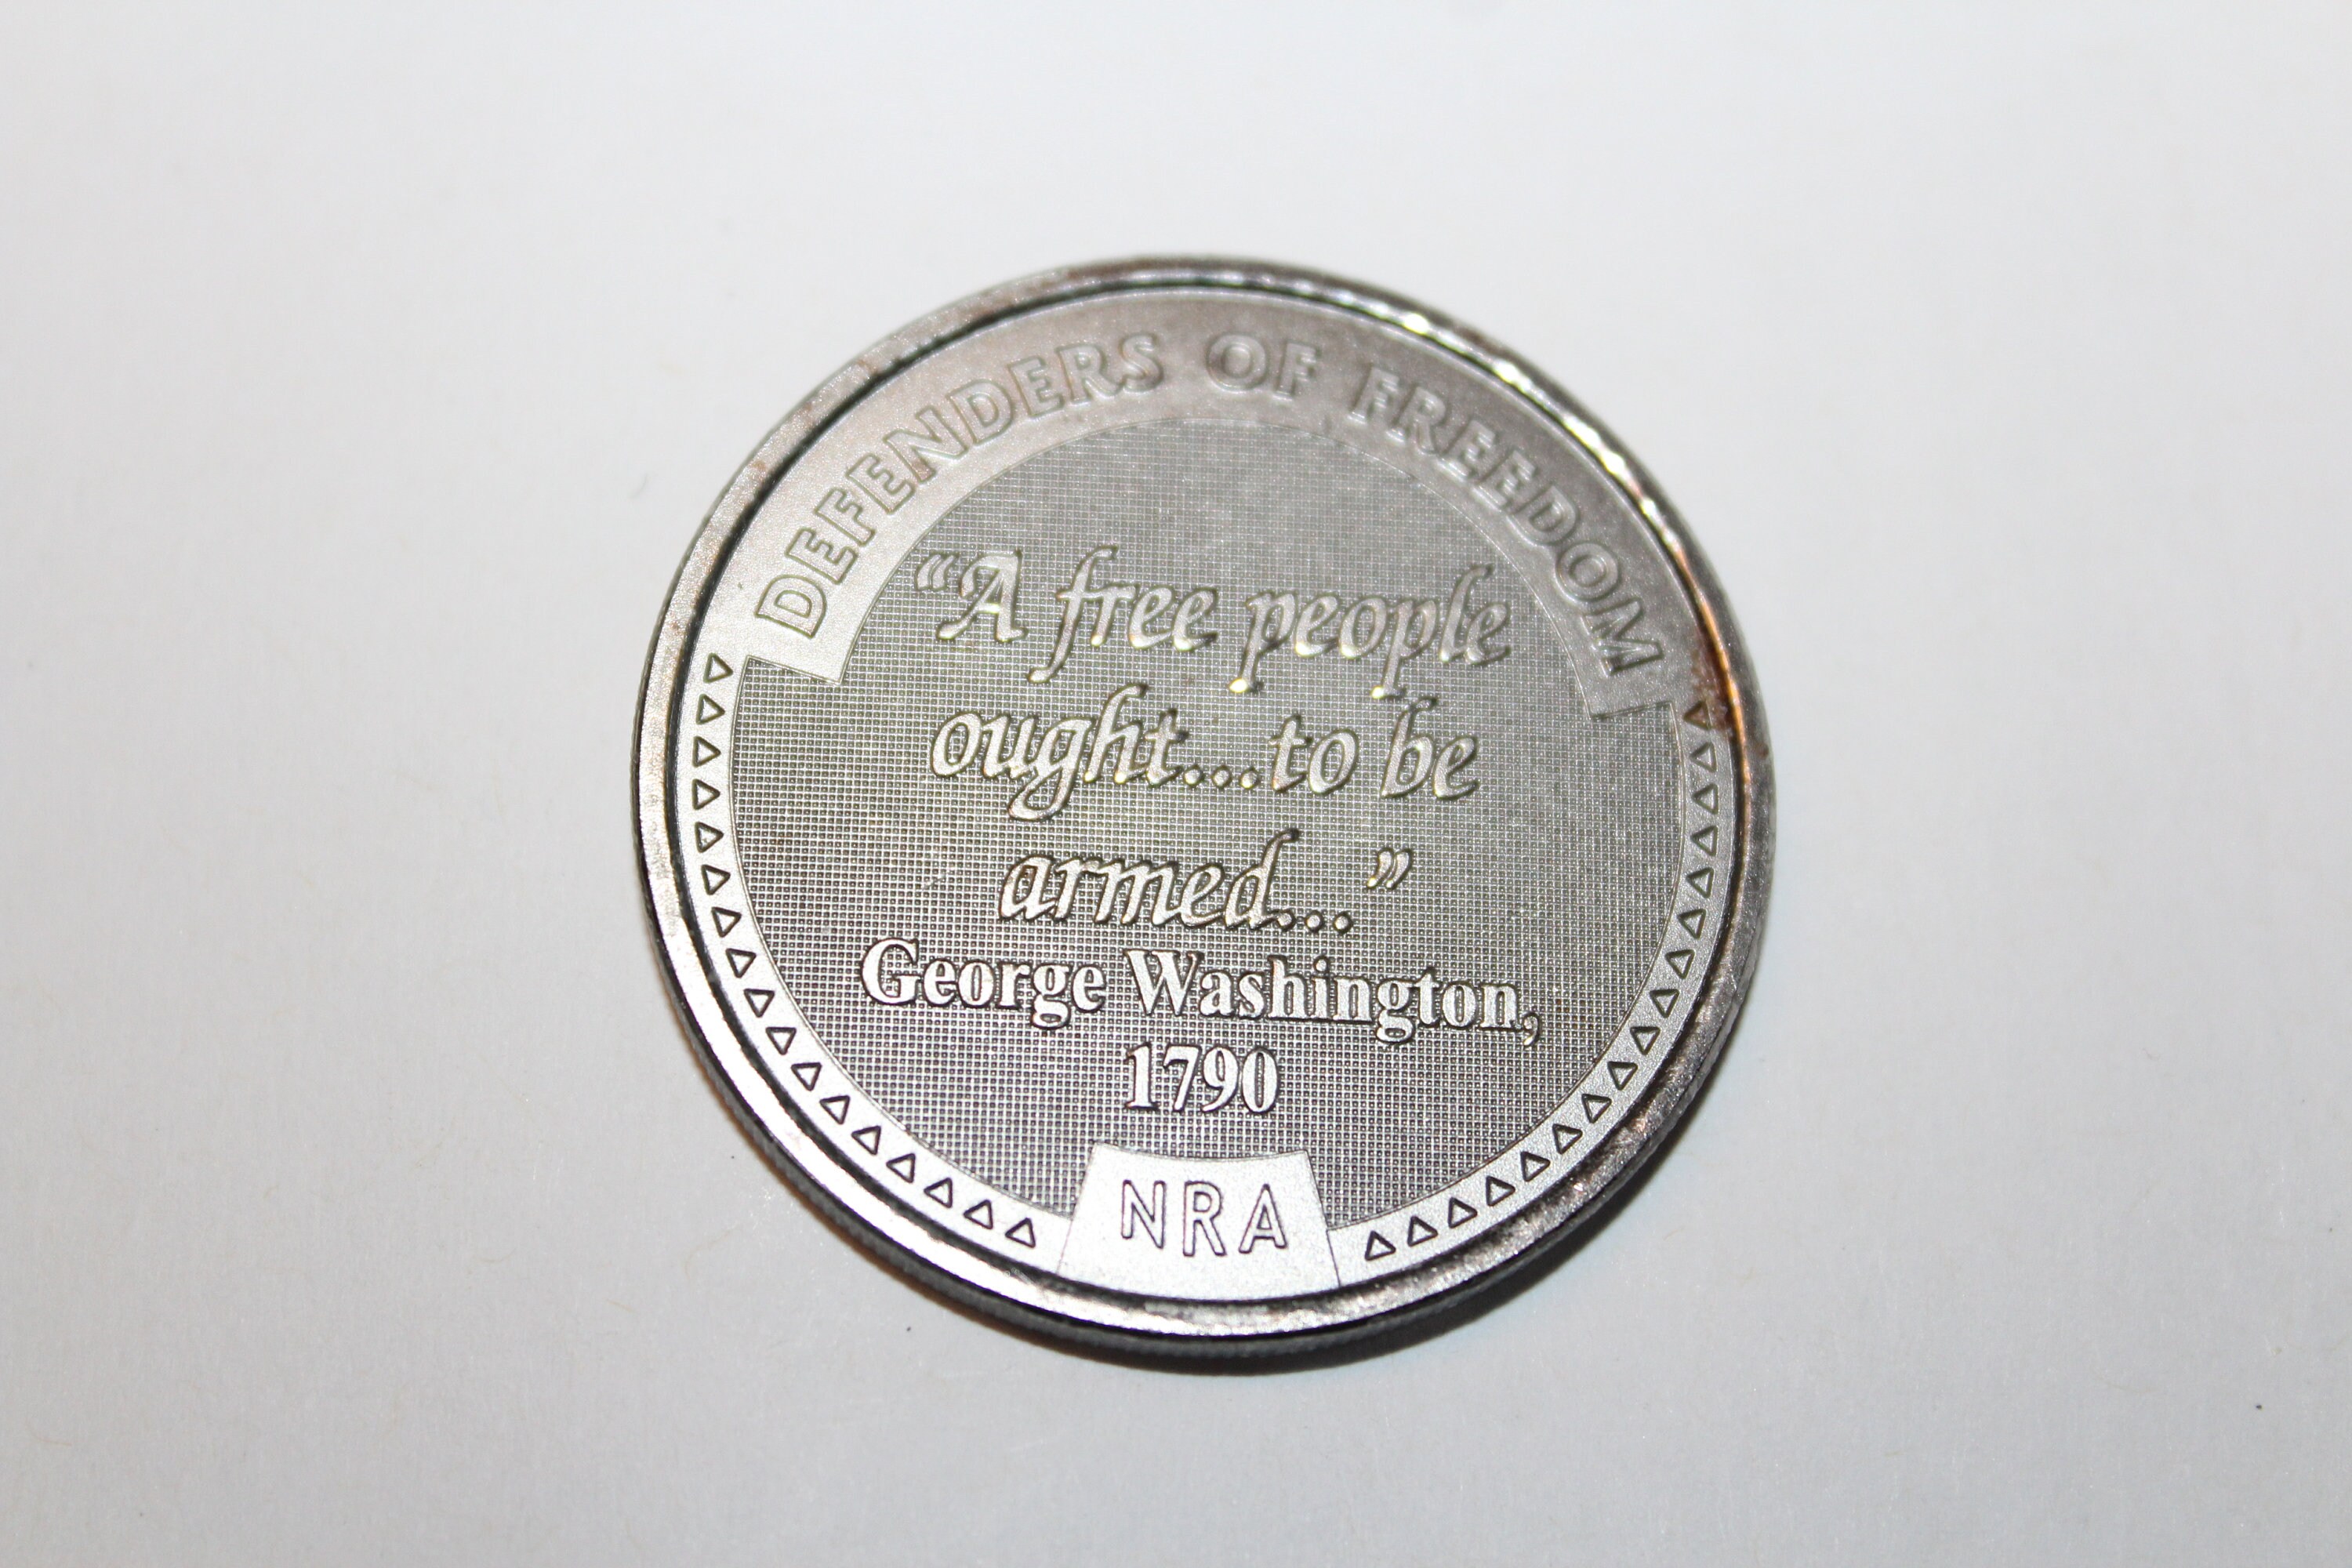 DEFENDERS OF FREEDOM
“A free people
ought...to be
armed...”
George Washington,
1790
NRA